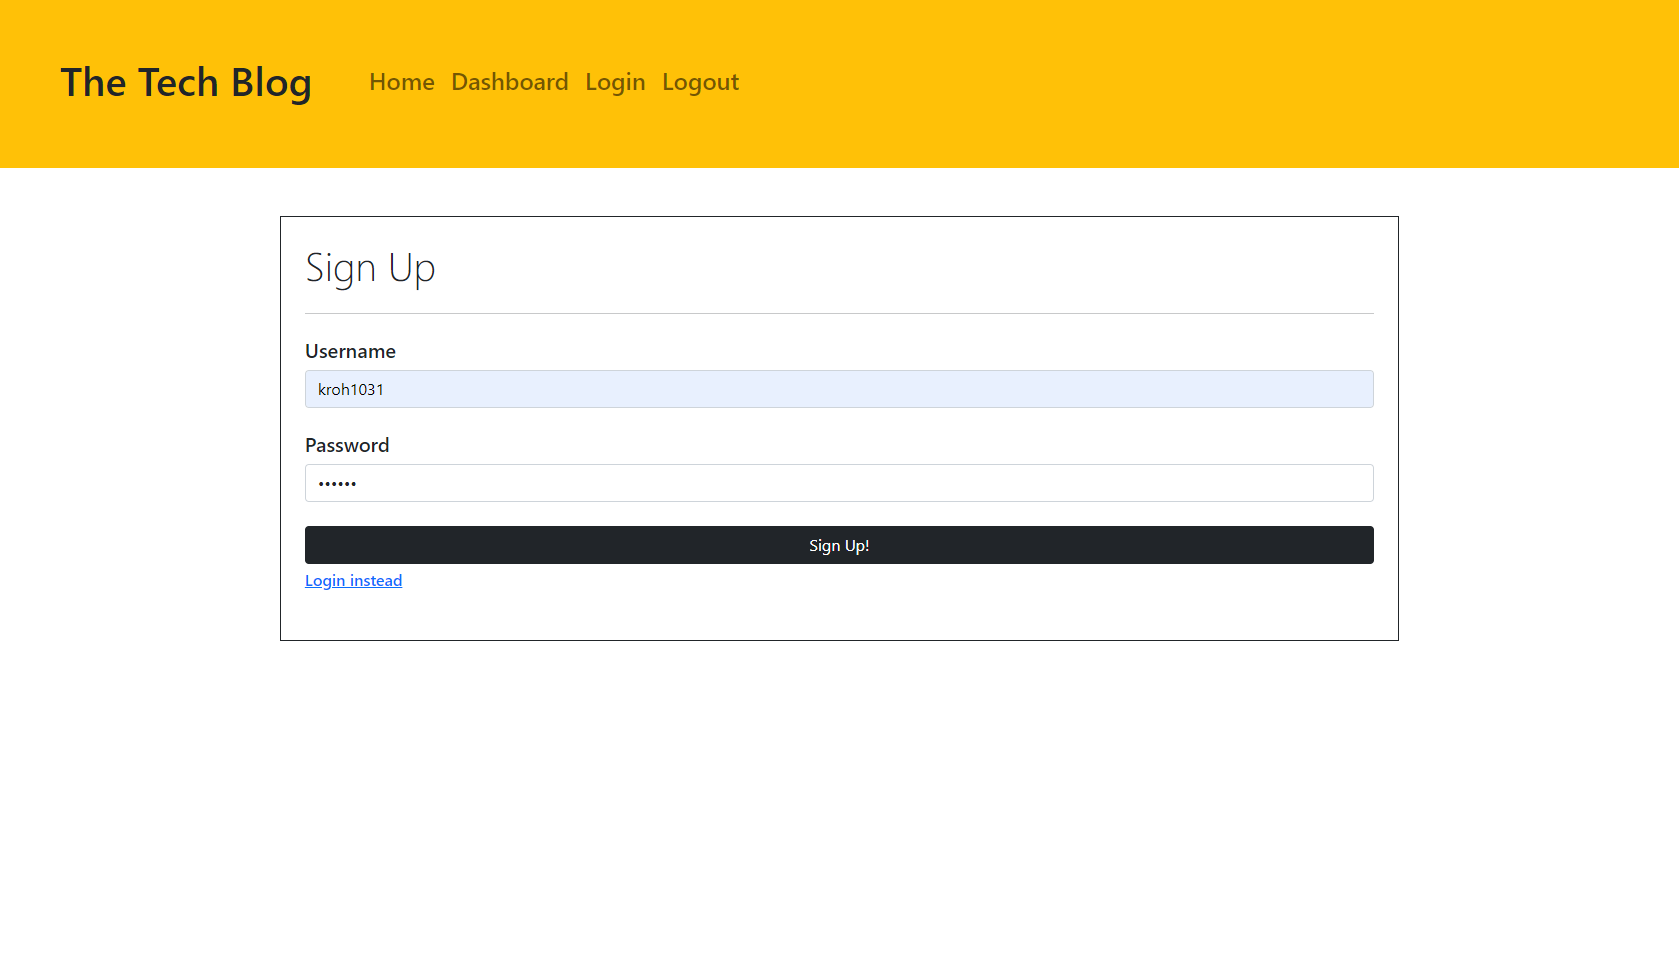 The Tech Blog Home Dashboard Login Logout
Sign Up
Username
kroh1031
Password
••••••
Sign Up!
Login instead